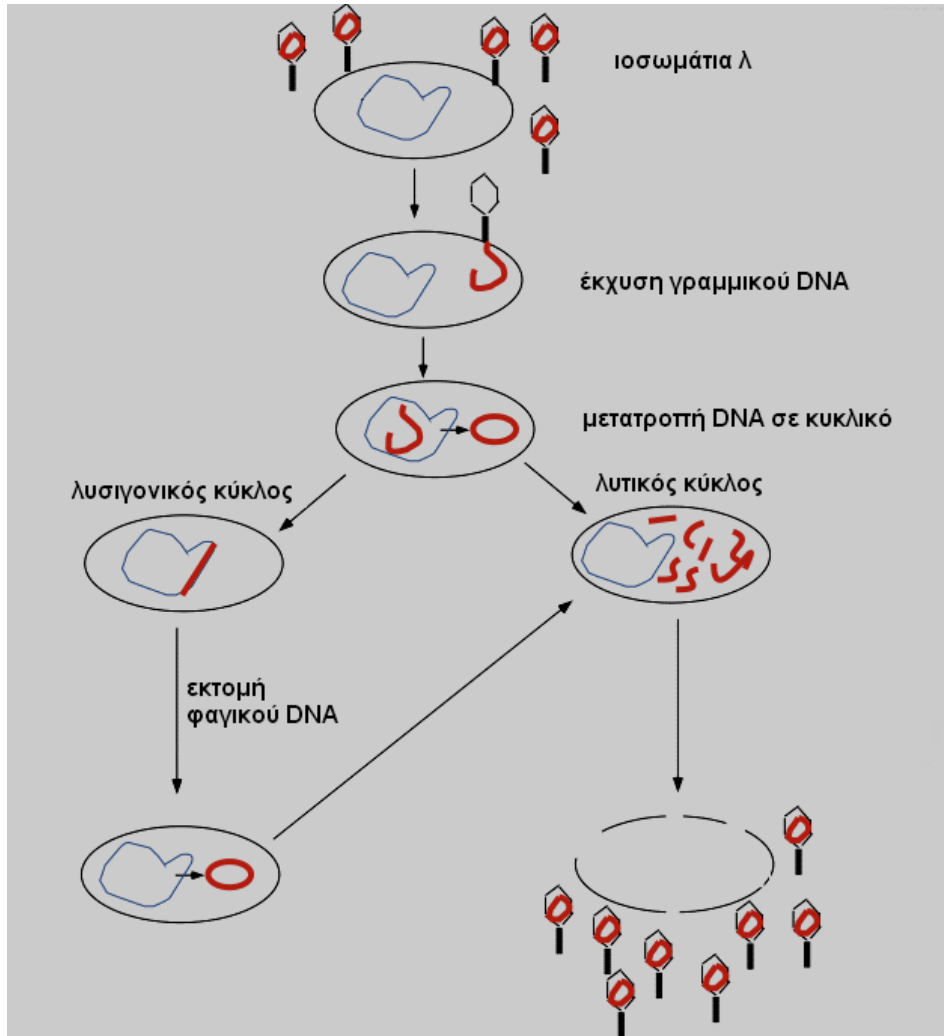 ιοσωμάτια λ
έκχυση γραμμικού DNA
μετατροπή DNA σε κυκλικό
λυσιγονικός κύκλος
λυτικός κύκλος
εκτομή
φαγικού DNA